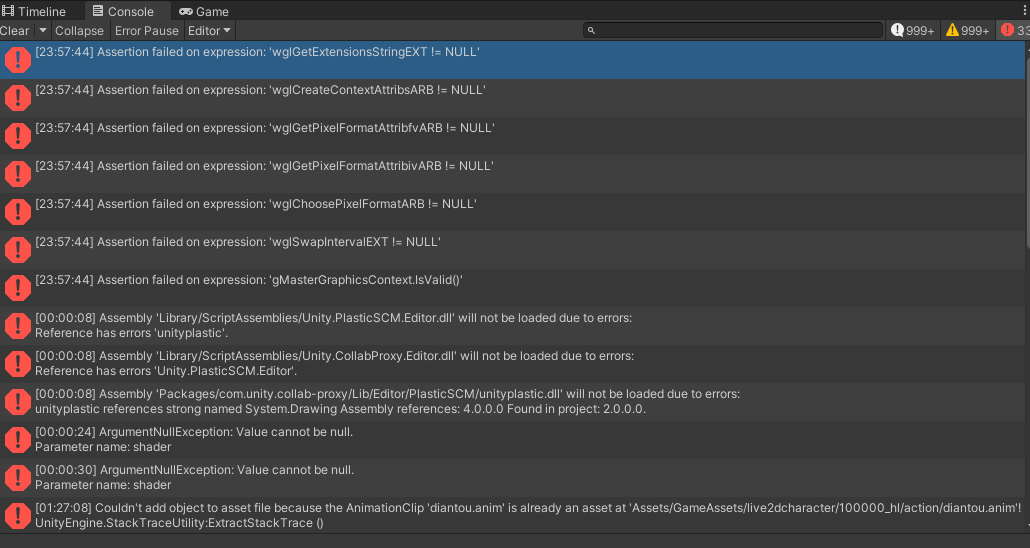 Timeline
Console
Game
Clear
Collapse
Error Pause
Editor
999+
999+
33
[23:57:44] Assertion failed on expression: 'wglGetExtensionsStringEXT != NULL'
[23:57:44] Assertion failed on expression: 'wglCreateContextAttribsARB != NULL'
[23:57:44] Assertion failed on expression: 'wglGetPixelFormatAttribfvARB != NULL'
[23:57:44] Assertion failed on expression: 'wglGetPixelFormatAttribivARB != NULL'
[23:57:44] Assertion failed on expression: 'wglChoosePixelFormatARB != NULL'
[23:57:44] Assertion failed on expression: 'wglSwapIntervalEXT != NULL'
[23:57:44] Assertion failed on expression: 'gMasterGraphicsContext.IsValid()'
[00:00:08] Assembly 'Library/ScriptAssemblies/Unity.PlasticSCM.Editor.dll' will not be loaded due to errors:
Reference has errors 'unityplastic'.
[00:00:08] Assembly 'Library/ScriptAssemblies/Unity.CollabProxy.Editor.dll' will not be loaded due to errors:
Reference has errors 'Unity.PlasticSCM.Editor'.
[00:00:08] Assembly 'Packages/com.unity.collab-proxy/Lib/Editor/PlasticSCM/unityplastic.dll' will not be loaded due to errors:
unityplastic references strong named System.Drawing Assembly references: 4.0.0.0 Found in project: 2.0.0.0.
[00:00:24] ArgumentNullException: Value cannot be null.
Parameter name: shader
[00:00:30] ArgumentNullException: Value cannot be null.
Parameter name: shader
[01:27:08] Couldn't add object to asset file because the AnimationClip 'diantou.anim' is already an asset at 'Assets/GameAssets/live2dcharacter/100000_hl/action/diantou.anim'!
UnityEngine.StackTraceUtility:ExtractStackTrace ()